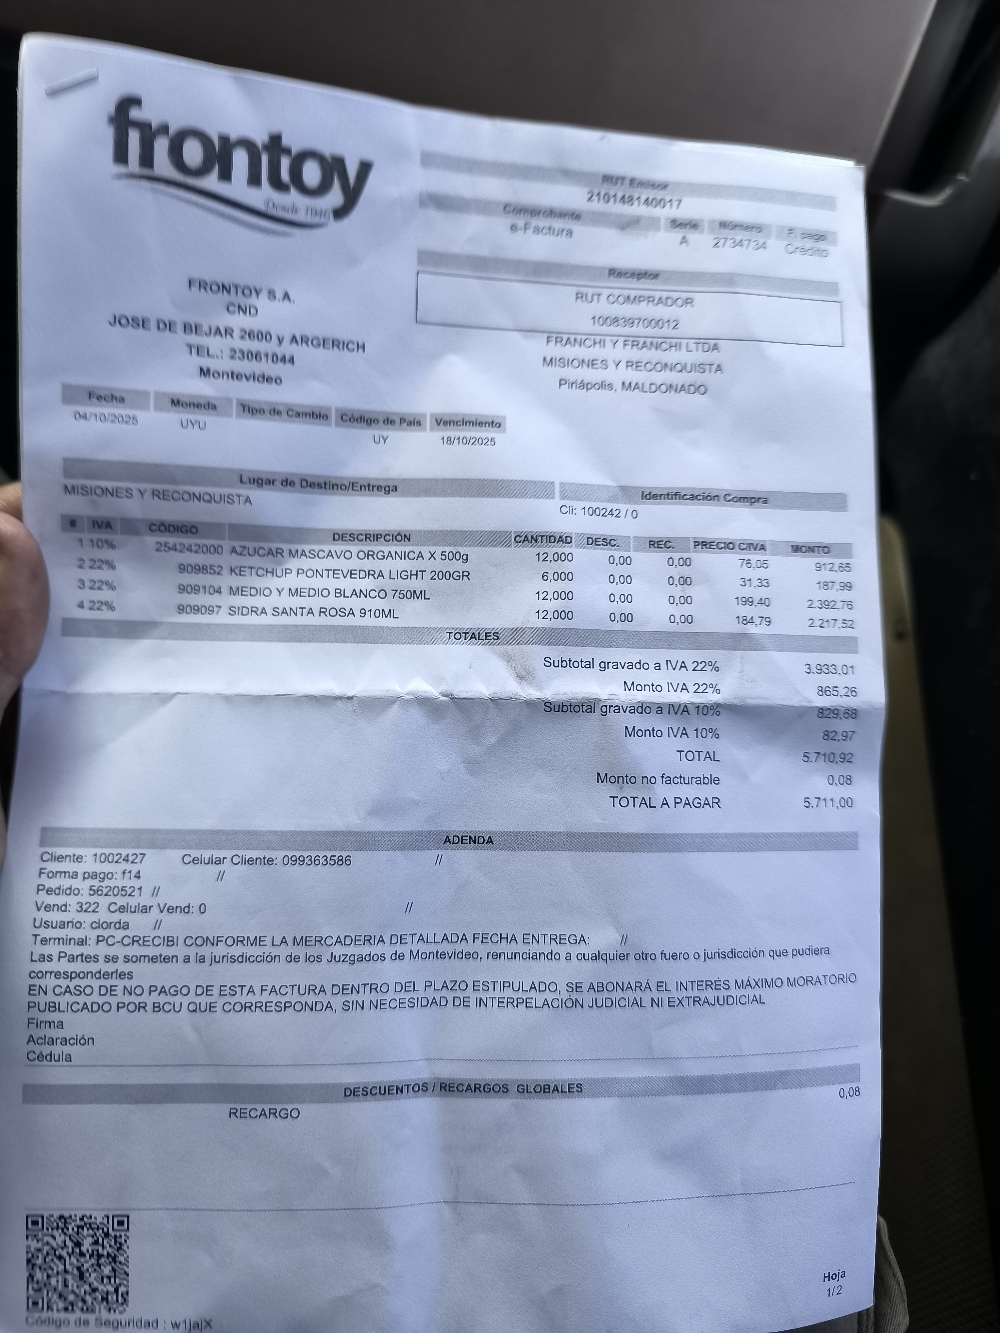 frontoy
Desde 1940
RUT Emisor
210148140017
Comprobante Serie Número F. pago
e-Factura A 2734734 Crédito
Receptor
RUT COMPRADOR
100839700012
FRANCHI Y FRANCHI LTDA
MISIONES Y RECONQUISTA
Piriápolis, MALDONADO
FRONTOY S.A.
CND
JOSE DE BEJAR 2600 y ARGERICH
TEL.: 23061044
Montevideo
Fecha Moneda Tipo de Cambio Código de País Vencimiento
04/10/2025 UYU UY 18/10/2025
Lugar de Destino/Entrega Identificación Compra
MISIONES Y RECONQUISTA Cli: 100242 / 0
# IVA CÓDIGO DESCRIPCIÓN CANTIDAD DESC. REC. PRECIO C/IVA MONTO
1 10% 254242000 AZUCAR MASCAVO ORGANICA X 500g 12,000 0,00 0,00 76,05 912,65
2 22% 909852 KETCHUP PONTEVEDRA LIGHT 200GR 6,000 0,00 0,00 31,33 187,99
3 22% 909104 MEDIO Y MEDIO BLANCO 750ML 12,000 0,00 0,00 199,40 2.392,76
4 22% 909097 SIDRA SANTA ROSA 910ML 12,000 0,00 0,00 184,79 2.217,52
TOTALES
Subtotal gravado a IVA 22% 3.933,01
Monto IVA 22% 865,26
Subtotal gravado a IVA 10% 829,68
Monto IVA 10% 82,97
TOTAL 5.710,92
Monto no facturable 0,08
TOTAL A PAGAR 5.711,00
ADENDA
Cliente: 1002427 Celular Cliente: 099363586 //
Forma pago: f14 //
Pedido: 5620521 //
Vend: 322 Celular Vend: 0 //
Usuario: clorda //
Terminal: PC-CRECIBI CONFORME LA MERCADERIA DETALLADA FECHA ENTREGA: //
Las Partes se someten a la jurisdicción de los Juzgados de Montevideo, renunciando a cualquier otro fuero o jurisdicción que pudiera
corresponderles
EN CASO DE NO PAGO DE ESTA FACTURA DENTRO DEL PLAZO ESTIPULADO, SE ABONARÁ EL INTERÉS MÁXIMO MORATORIO
PUBLICADO POR BCU QUE CORRESPONDA, SIN NECESIDAD DE INTERPELACIÓN JUDICIAL NI EXTRAJUDICIAL
Firma
Aclaración
Cédula
DESCUENTOS / RECARGOS GLOBALES
RECARGO 0,08
Hoja
1/2
Código de Seguridad : w1jajX